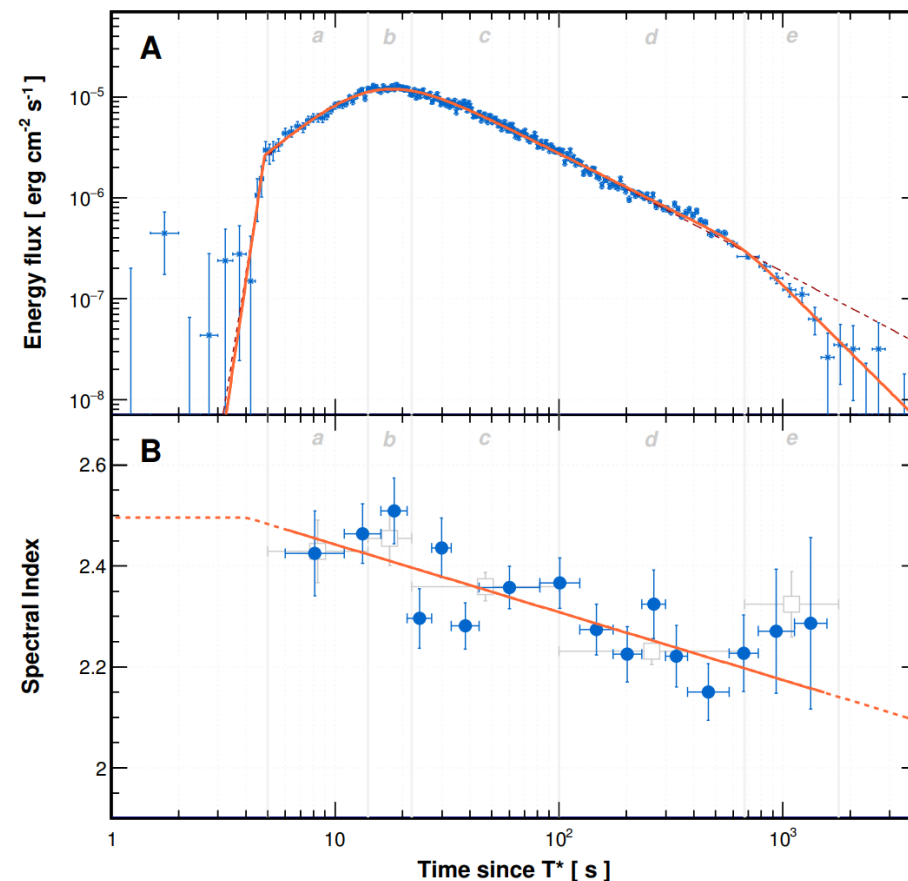 A
a b c d e
Energy flux [ erg cm⁻² s⁻¹ ]
10⁻⁵
10⁻⁶
10⁻⁷
10⁻⁸
B
a b c d e
Spectral Index
2.6
2.4
2.2
2
1 10 10² 10³
Time since T* [ s ]